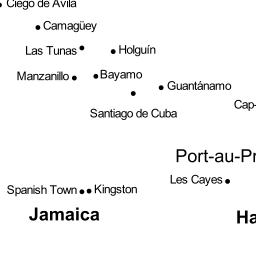 Ciego de Avila
Camagüey
Las Tunas
Holguín
Manzanillo
Bayamo
Guantánamo
Santiago de Cuba
Cap-
Port-au-Pr
Les Cayes
Spanish Town
Kingston
Jamaica
Ha